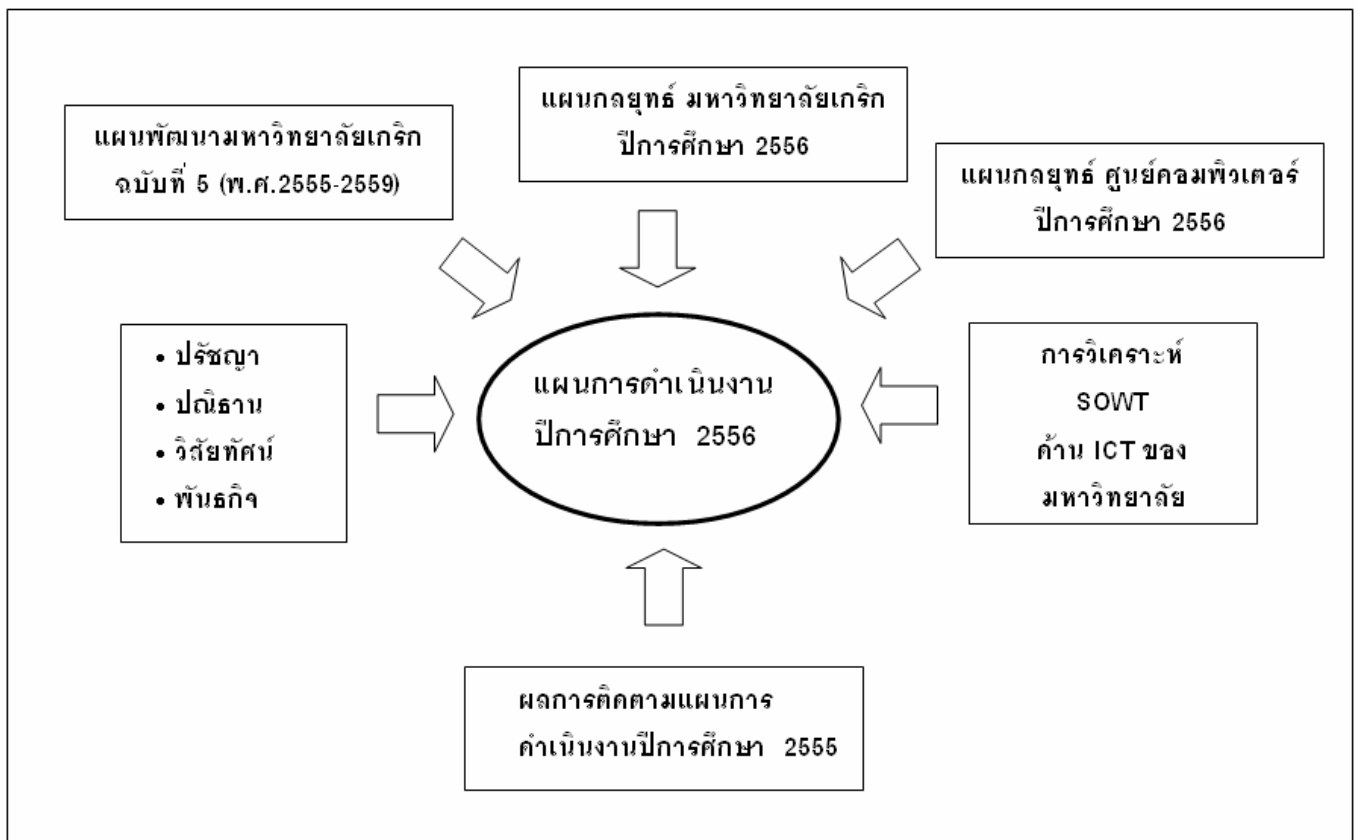 แผนกลยุทธ์ มหาวิทยาลัยเกริก
ปีการศึกษา 2556
แผนพัฒนามหาวิทยาลัยเกริก
ฉบับที่ 5 (พ.ศ.2555-2559)
แผนกลยุทธ์ ศูนย์คอมพิวเตอร์
ปีการศึกษา 2556
• ปรัชญา
• ปณิธาน
• วิสัยทัศน์
• พันธกิจ
แผนการดำเนินงาน
ปีการศึกษา 2556
การวิเคราะห์
SOWT
ด้าน ICT ของ
มหาวิทยาลัย
ผลการติดตามแผนการ
ดำเนินงานปีการศึกษา 2555